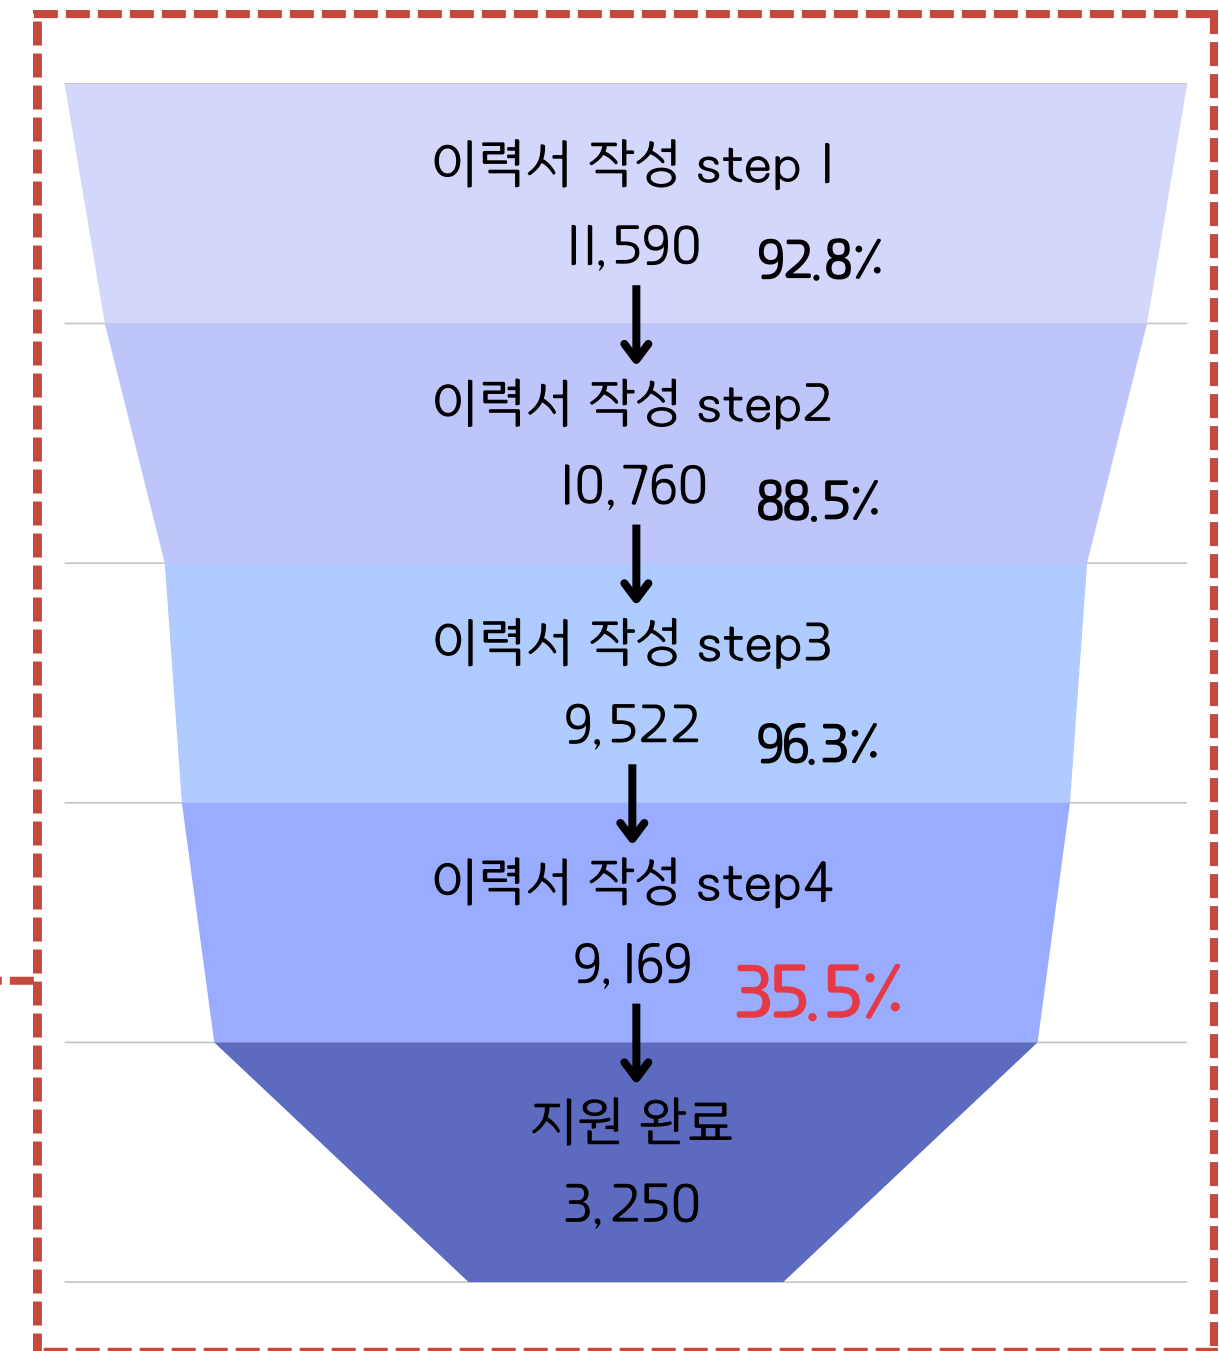 이력서 작성 step 1
11,590 92.8%
이력서 작성 step2
10,760 88.5%
이력서 작성 step3
9,522 96.3%
이력서 작성 step4
9,169 35.5%
지원 완료
3,250